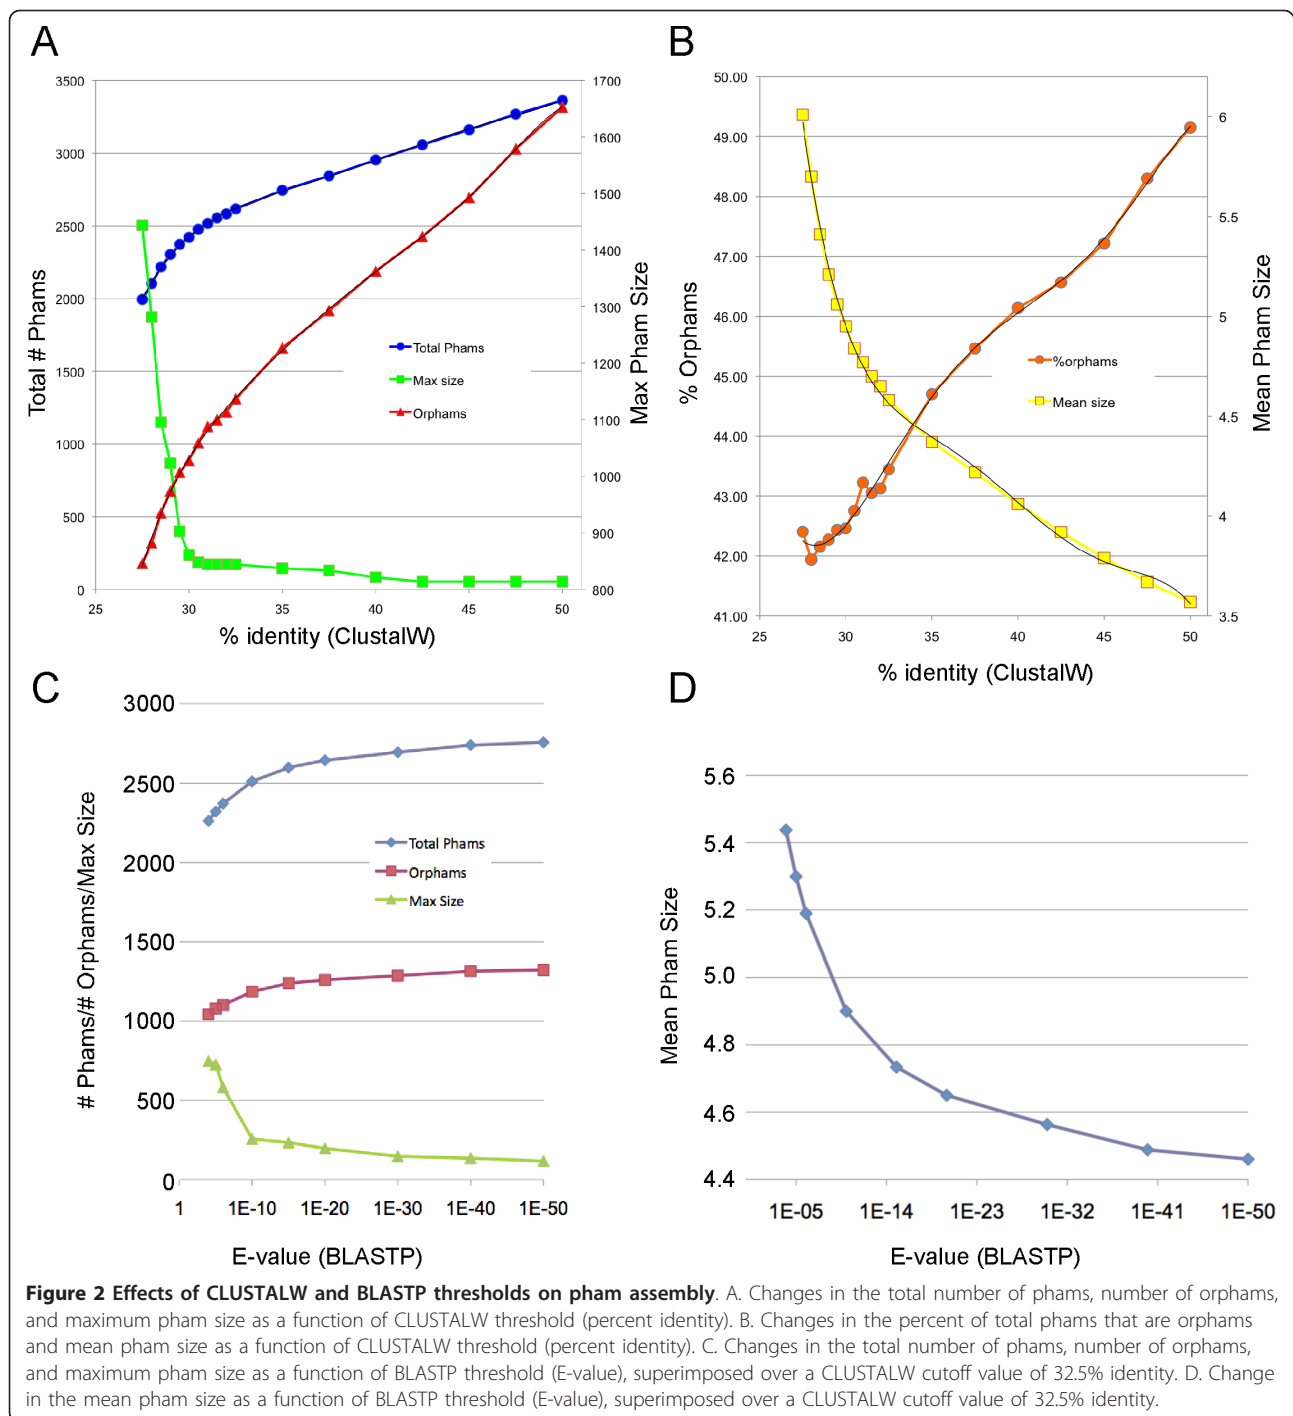 A
3500
3000
2500
2000
1500
1000
500
0
Total # Phams
1700
1600
1500
1400
1300
1200
1100
1000
900
800
Max Pham Size
Total Phams
Max size
Orphams
25 30 35 40 45 50
% identity (ClustalW)
B
50.00
49.00
48.00
47.00
46.00
45.00
44.00
43.00
42.00
41.00
% Orphams
6
5.5
5
4.5
4
3.5
Mean Pham Size
%orphams
Mean size
25 30 35 40 45 50
% identity (ClustalW)
C
3000
2500
2000
1500
1000
500
0
# Phams/# Orphams/Max Size
Total Phams
Orphams
Max Size
1 1E-10 1E-20 1E-30 1E-40 1E-50
E-value (BLASTP)
D
5.6
5.4
5.2
5.0
4.8
4.6
4.4
Mean Pham Size
1E-05 1E-14 1E-23 1E-32 1E-41 1E-50
E-value (BLASTP)
Figure 2 Effects of CLUSTALW and BLASTP thresholds on pham assembly. A. Changes in the total number of phams, number of orphams,
and maximum pham size as a function of CLUSTALW threshold (percent identity). B. Changes in the percent of total phams that are orphams
and mean pham size as a function of CLUSTALW threshold (percent identity). C. Changes in the total number of phams, number of orphams,
and maximum pham size as a function of BLASTP threshold (E-value), superimposed over a CLUSTALW cutoff value of 32.5% identity. D. Change
in the mean pham size as a function of BLASTP threshold (E-value), superimposed over a CLUSTALW cutoff value of 32.5% identity.